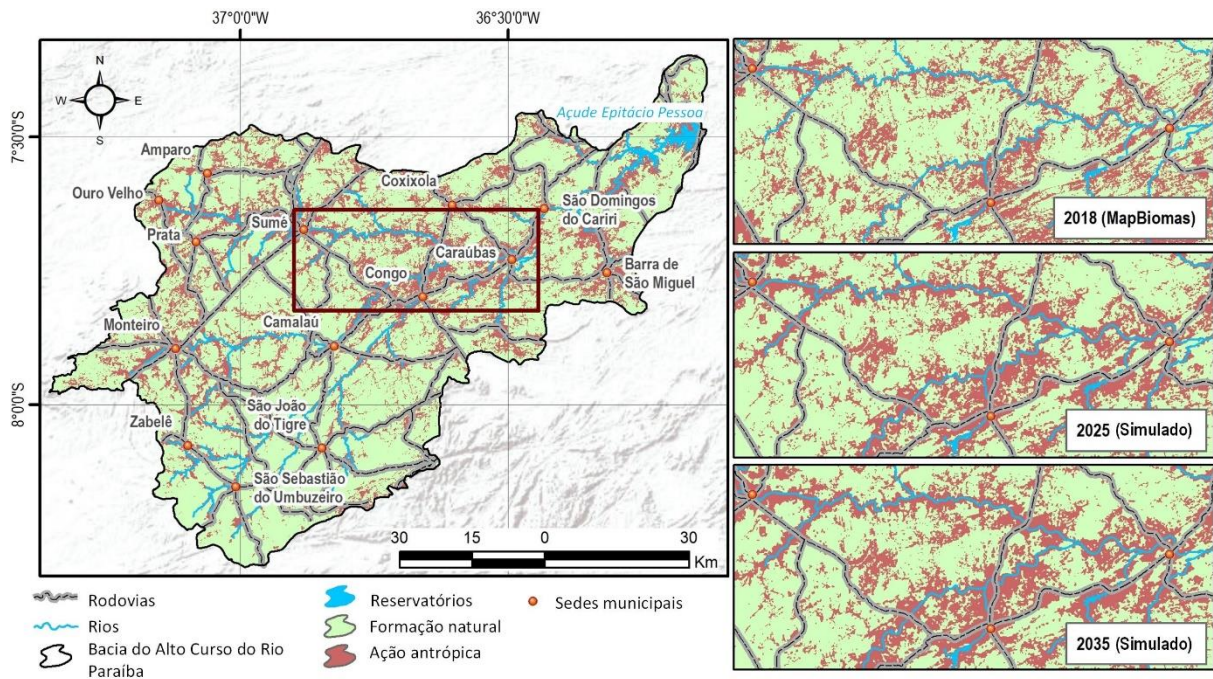 37°0'0"W
36°30'0"W
7°30'0"S
8°0'0"S
N
W
E
S
Açude Epitácio Pessoa
Amparo
Ouro Velho
Prata
Sumé
Coxixola
São Domingos
do Cariri
Caraúbas
Congo
Barra de
São Miguel
Camalaú
Monteiro
São João
do Tigre
Zabelê
São Sebastião
do Umbuzeiro
30 15 0 30
Km
2018 (MapBiomas)
2025 (Simulado)
2035 (Simulado)
Rodovias
Rios
Bacia do Alto Curso do Rio
Paraíba
Reservatórios
Formação natural
Ação antrópica
Sedes municipais